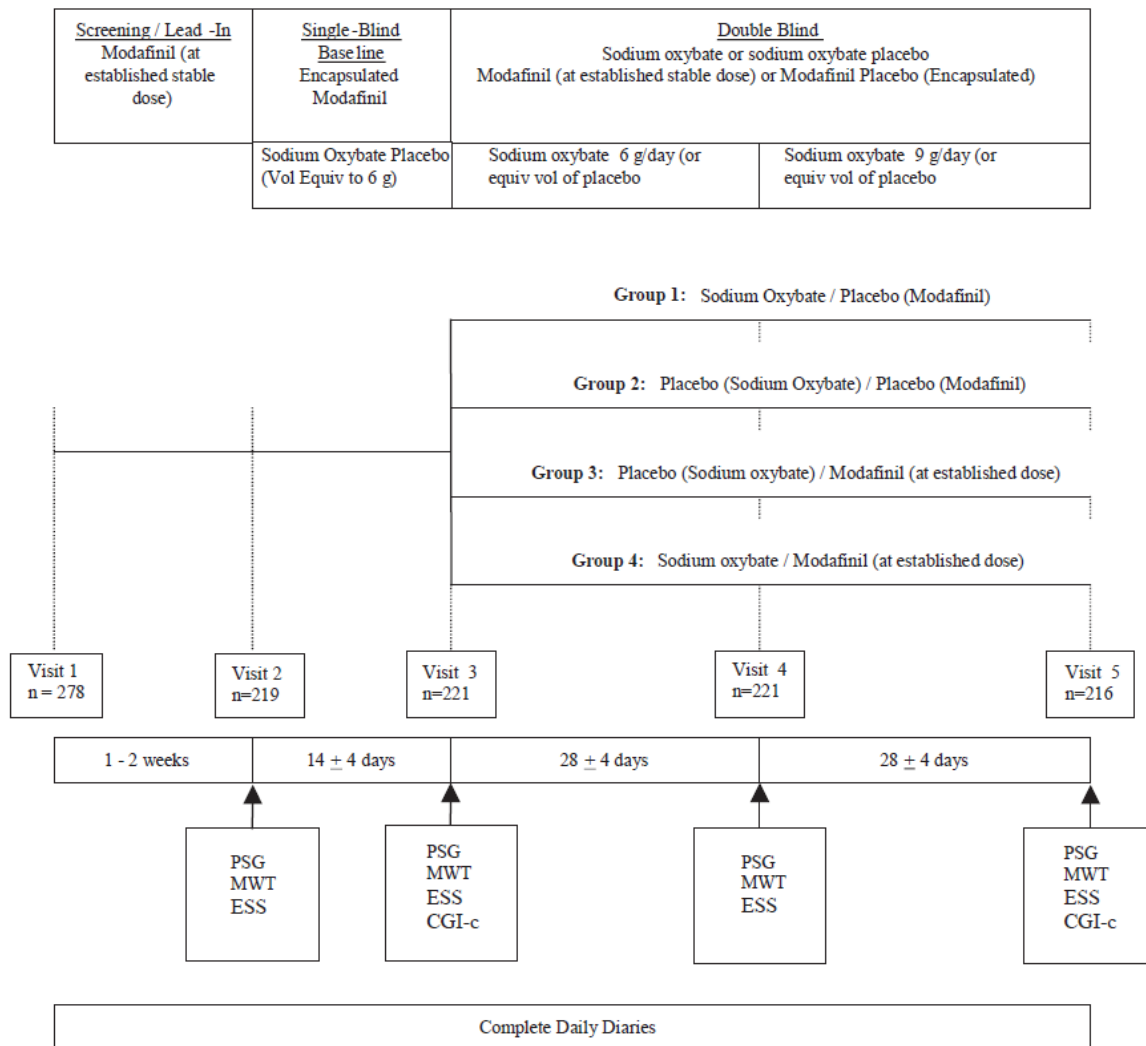 Screening / Lead -In
Modafinil (at
established stable
dose)
Single -Blind
Base line
Encapsulated
Modafinil
Double Blind
Sodium oxybate or sodium oxybate placebo
Modafinil (at established stable dose) or Modafinil Placebo (Encapsulated)
Sodium Oxybate Placebo
(Vol Equiv to 6 g)
Sodium oxybate 6 g/day (or
equiv vol of placebo
Sodium oxybate 9 g/day (or
equiv vol of placebo
Group 1: Sodium Oxybate / Placebo (Modafinil)
Group 2: Placebo (Sodium Oxybate) / Placebo (Modafinil)
Group 3: Placebo (Sodium oxybate) / Modafinil (at established dose)
Group 4: Sodium oxybate / Modafinil (at established dose)
Visit 1
n = 278
Visit 2
n=219
Visit 3
n=221
Visit 4
n=221
Visit 5
n=216
1 - 2 weeks
14 ± 4 days
28 ± 4 days
28 ± 4 days
PSG
MWT
ESS
PSG
MWT
ESS
CGI-c
PSG
MWT
ESS
PSG
MWT
ESS
CGI-c
Complete Daily Diaries